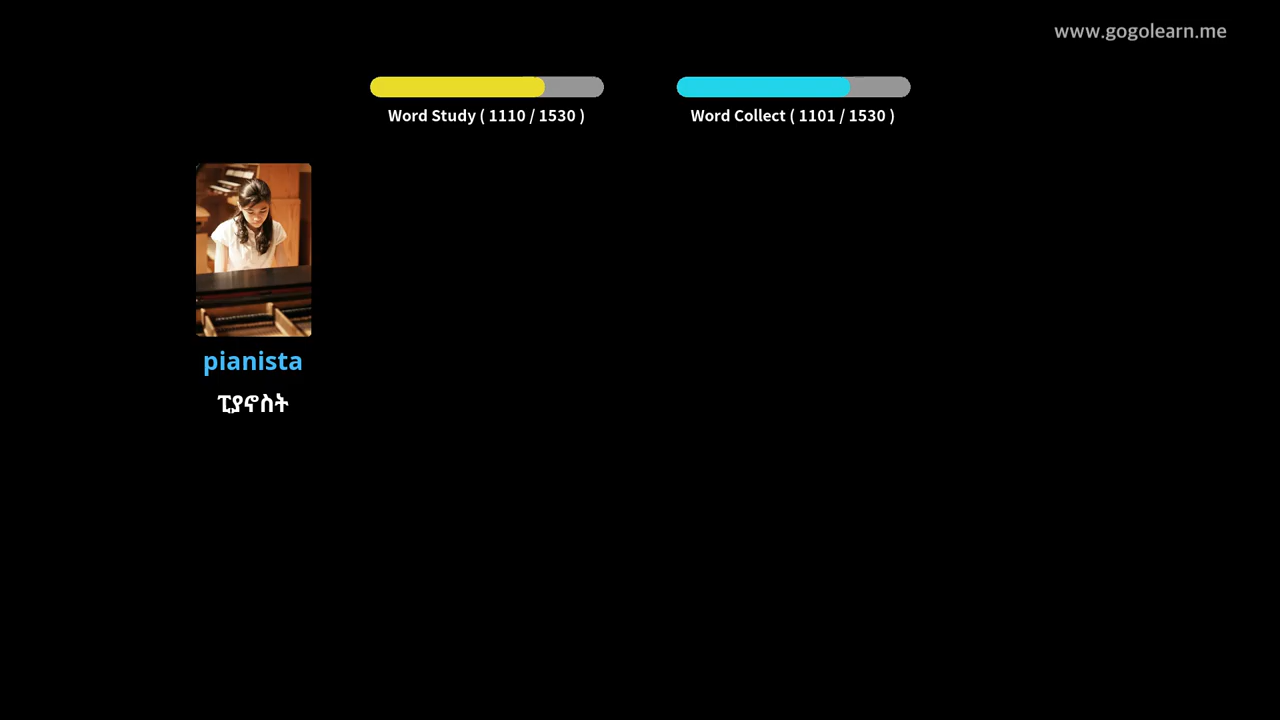 www.gogolearn.me
Word Study ( 1110 / 1530 )
Word Collect ( 1101 / 1530 )
pianista
ፒያኖስት